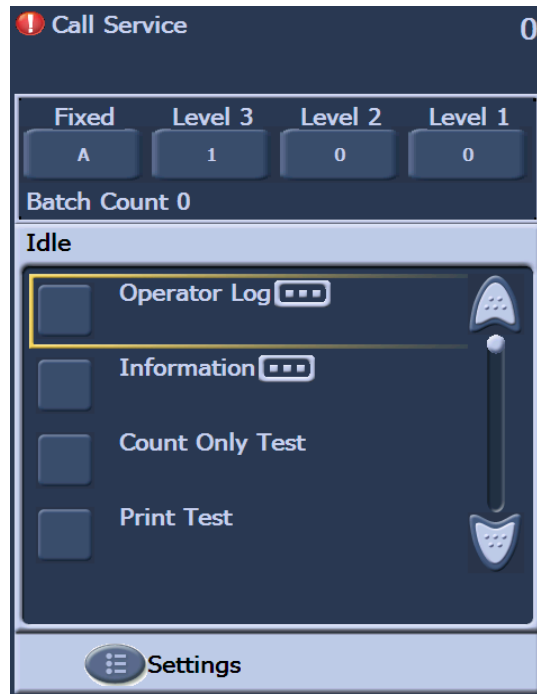 Call Service 0
Fixed Level 3 Level 2 Level 1
A 1 0 0
Batch Count 0
Idle
Operator Log
Information
Count Only Test
Print Test
Settings